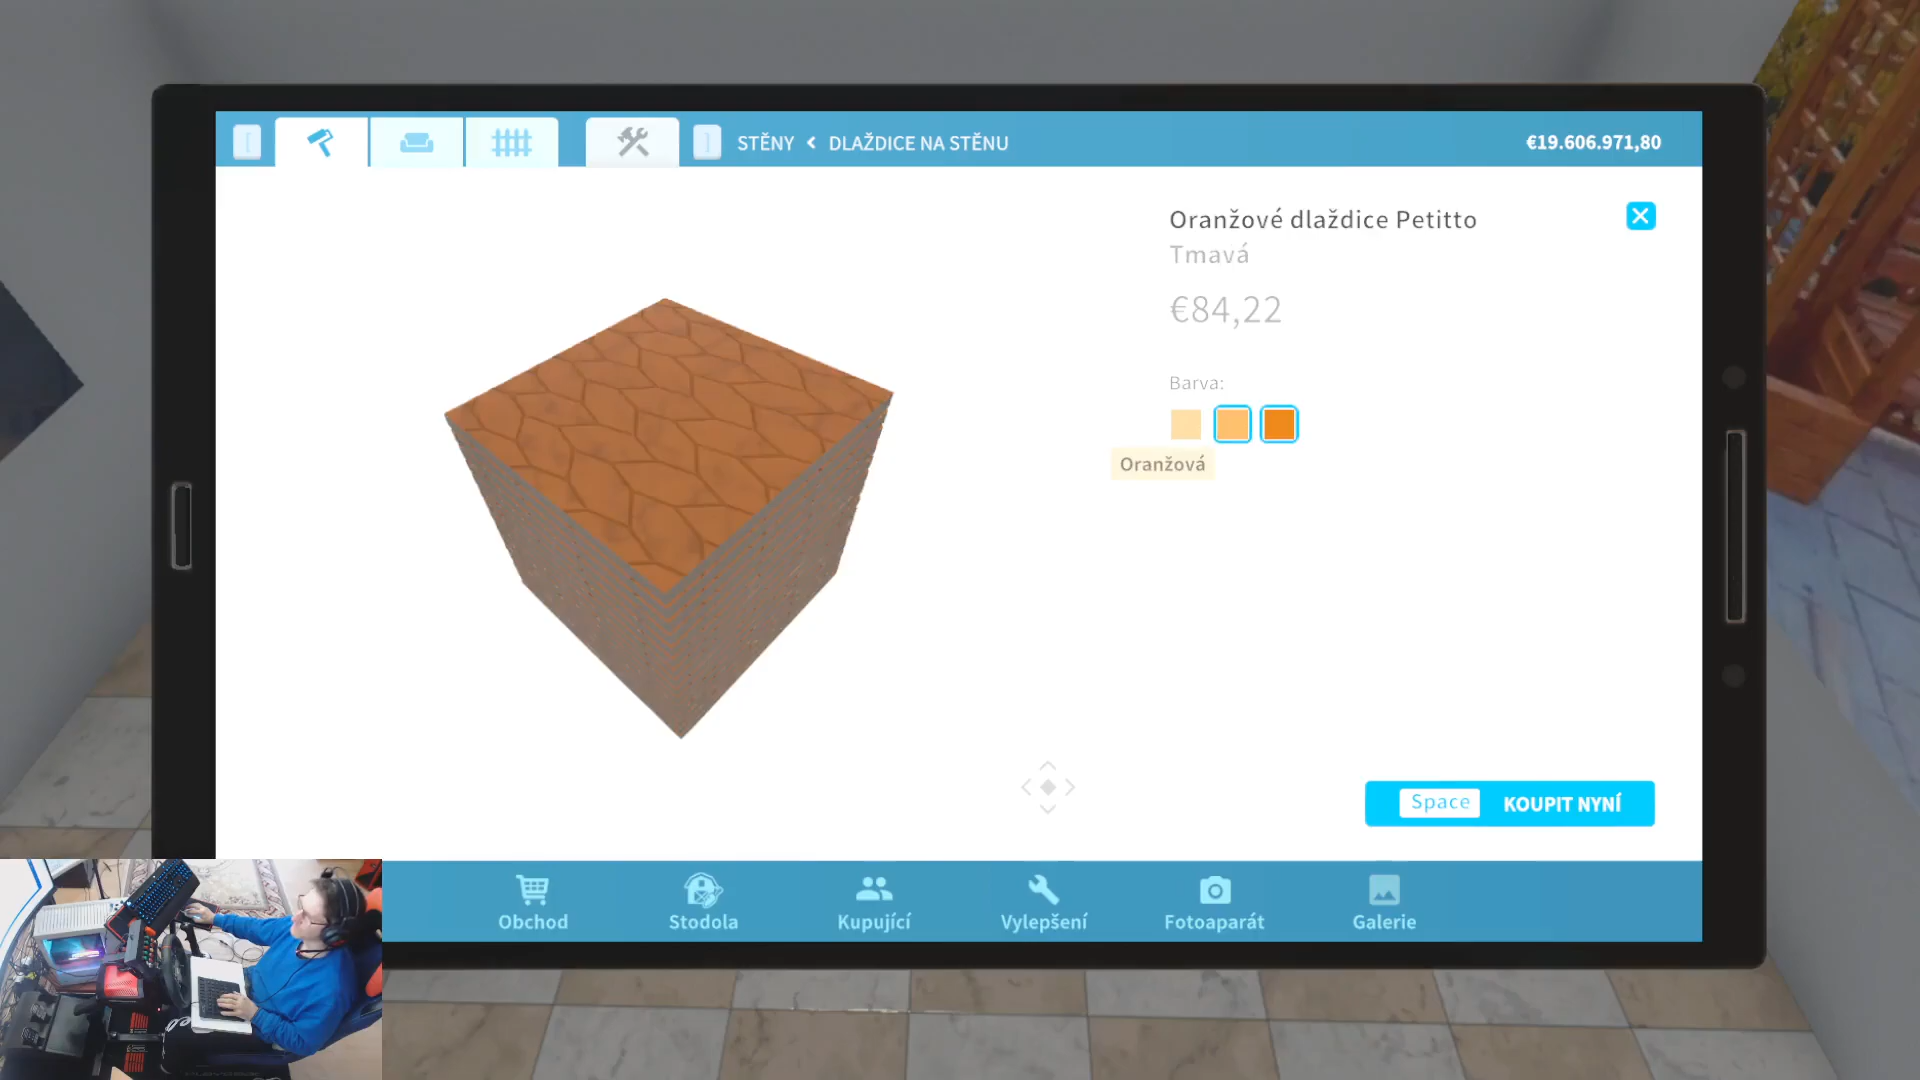 STĚNY < DLAŽDICE NA STĚNU
€19.606.971,80
Oranžové dlaždice Petitto
Tmavá
€84,22
Barva:
Oranžová
Space KOUPIT NYNÍ
Obchod
Stodola
Kupující
Vylepšení
Fotoaparát
Galerie